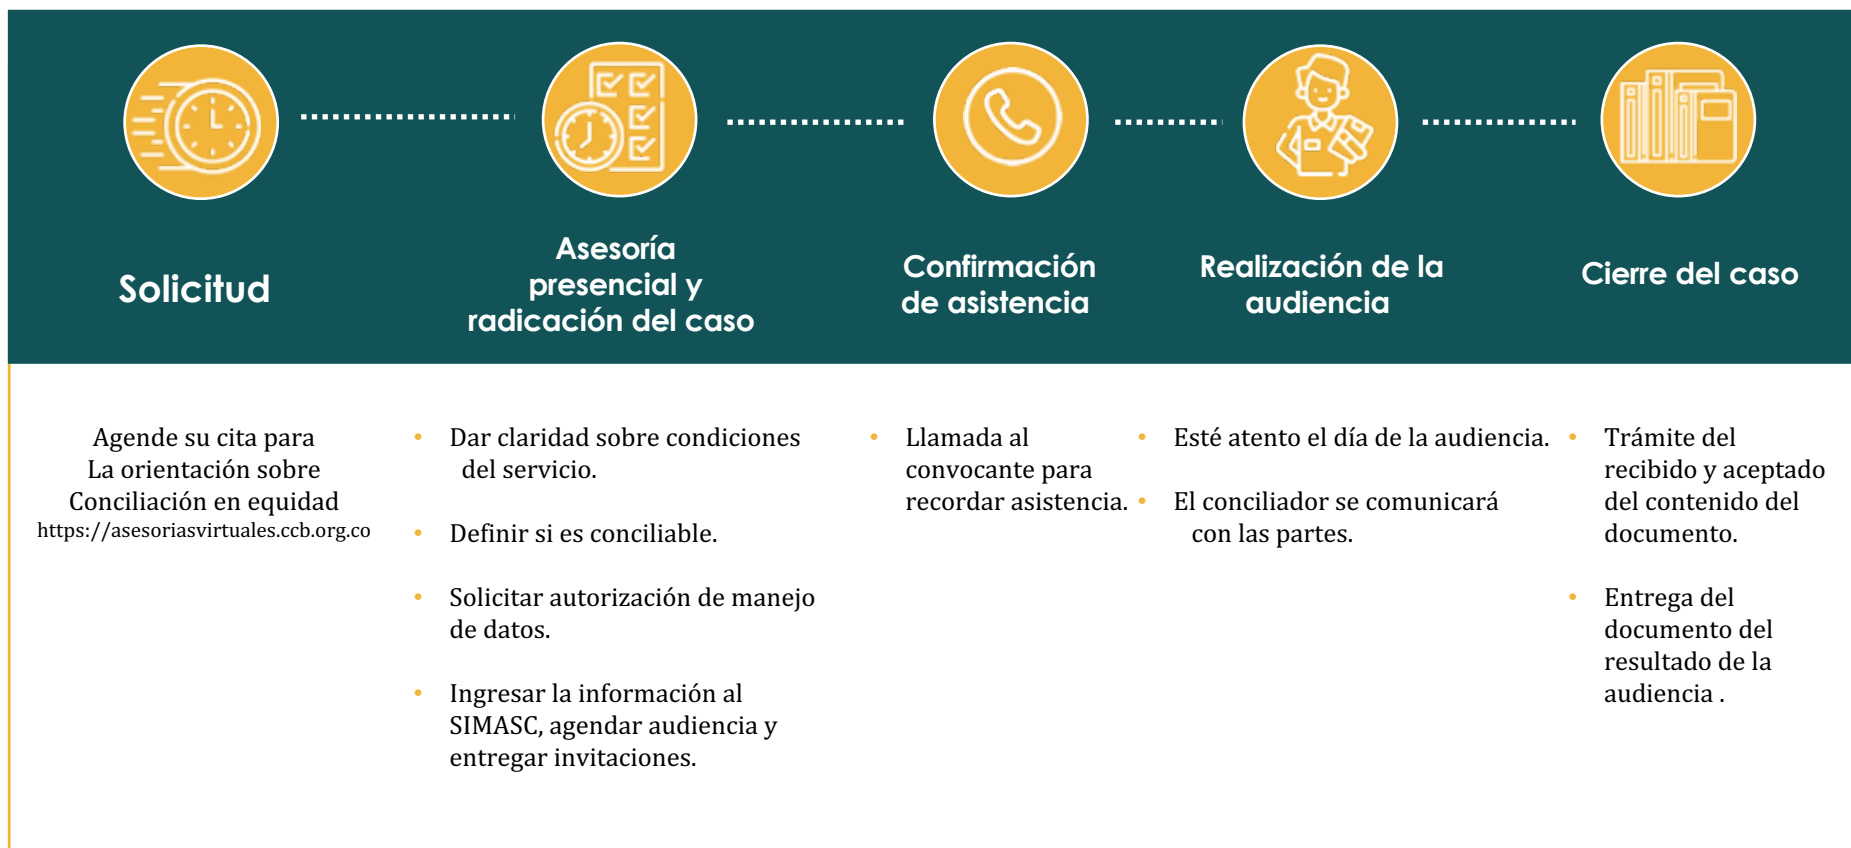 Solicitud
Asesoría
presencial y
radicación del caso
Confirmación
de asistencia
Realización de la
audiencia
Cierre del caso
Agende su cita para
La orientación sobre
Conciliación en equidad
https://asesoriasvirtuales.ccb.org.co
• Dar claridad sobre condiciones
del servicio.
• Definir si es conciliable.
• Solicitar autorización de manejo
de datos.
• Ingresar la información al
SIMASC, agendar audiencia y
entregar invitaciones.
• Llamada al
convocante para
recordar asistencia.
• Esté atento el día de la audiencia.
• El conciliador se comunicará
con las partes.
• Trámite del
recibido y aceptado
del contenido del
documento.
• Entrega del
documento del
resultado de la
audiencia .